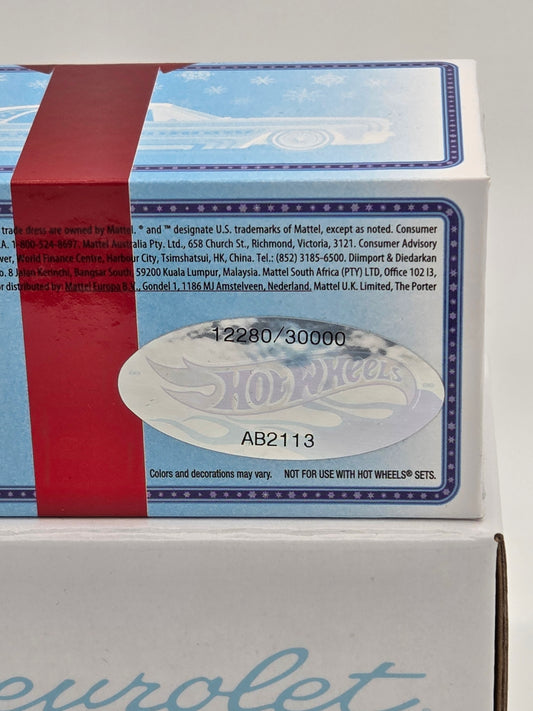 trade dress are owned by Mattel. ® and ™ designate U.S. trademarks of Mattel, except as noted. Consumer
A. 1-800-524-8697. Mattel Australia Pty. Ltd., 658 Church St., Richmond, Victoria, 3121. Consumer Advisory
wer, World Finance Centre, Harbour City, Tsimshatsui, HK, China. Tel.: (852) 3185-6500. Diimport & Diedarkan
o. 8 Jalan Kerinchi, Bangsar South, 59200 Kuala Lumpur, Malaysia. Mattel South Africa (PTY) LTD, Office 102 I3,
or distributed by: Mattel Europa B.V., Gondel 1, 1186 MJ Amstelveen, Nederland. Mattel U.K. Limited, The Porter
12280/30000
HOT WHEELS
AB2113
Colors and decorations may vary. NOT FOR USE WITH HOT WHEELS® SETS.
evrolet